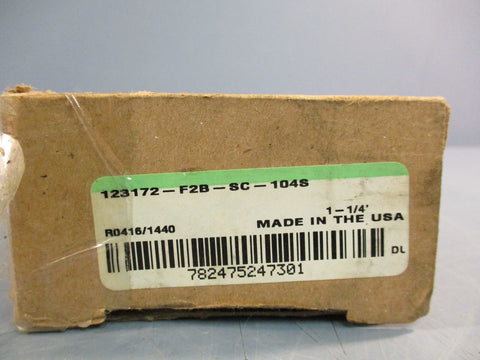 123172-F2B-SC-104S
1-1/4'
R0416/1440
MADE IN THE USA
DL
782475247301